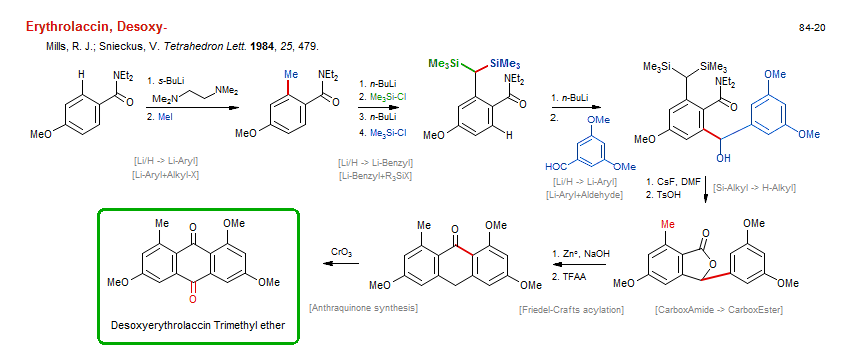 Erythrolaccin, Desoxy-
84-20
Mills, R. J.; Snieckus, V. Tetrahedron Lett. 1984, 25, 479.
H
NEt2
O
MeO
1. s-BuLi
Me2N
NMe2
2. MeI
[Li/H -> Li-Aryl]
[Li-Aryl+Alkyl-X]
Me
NEt2
O
MeO
1. n-BuLi
2. Me3Si-Cl
3. n-BuLi
4. Me3Si-Cl
[Li/H -> Li-Benzyl]
[Li-Benzyl+R3SiX]
Me3Si
SiMe3
NEt2
O
MeO
H
1. n-BuLi
2.
OMe
HOC
OMe
[Li/H -> Li-Aryl]
[Li-Aryl+Aldehyde]
Me3Si
SiMe3
NEt2
O
OMe
MeO
OMe
OH
1. CsF, DMF
2. TsOH
[Si-Alkyl -> H-Alkyl]
Me
O
O
OMe
MeO
OMe
[CarboxAmide -> CarboxEster]
1. Zn°, NaOH
2. TFAA
[Friedel-Crafts acylation]
Me
O
OMe
MeO
OMe
CrO3
[Anthraquinone synthesis]
Me
O
OMe
MeO
OMe
O
Desoxyerythrolaccin Trimethyl ether